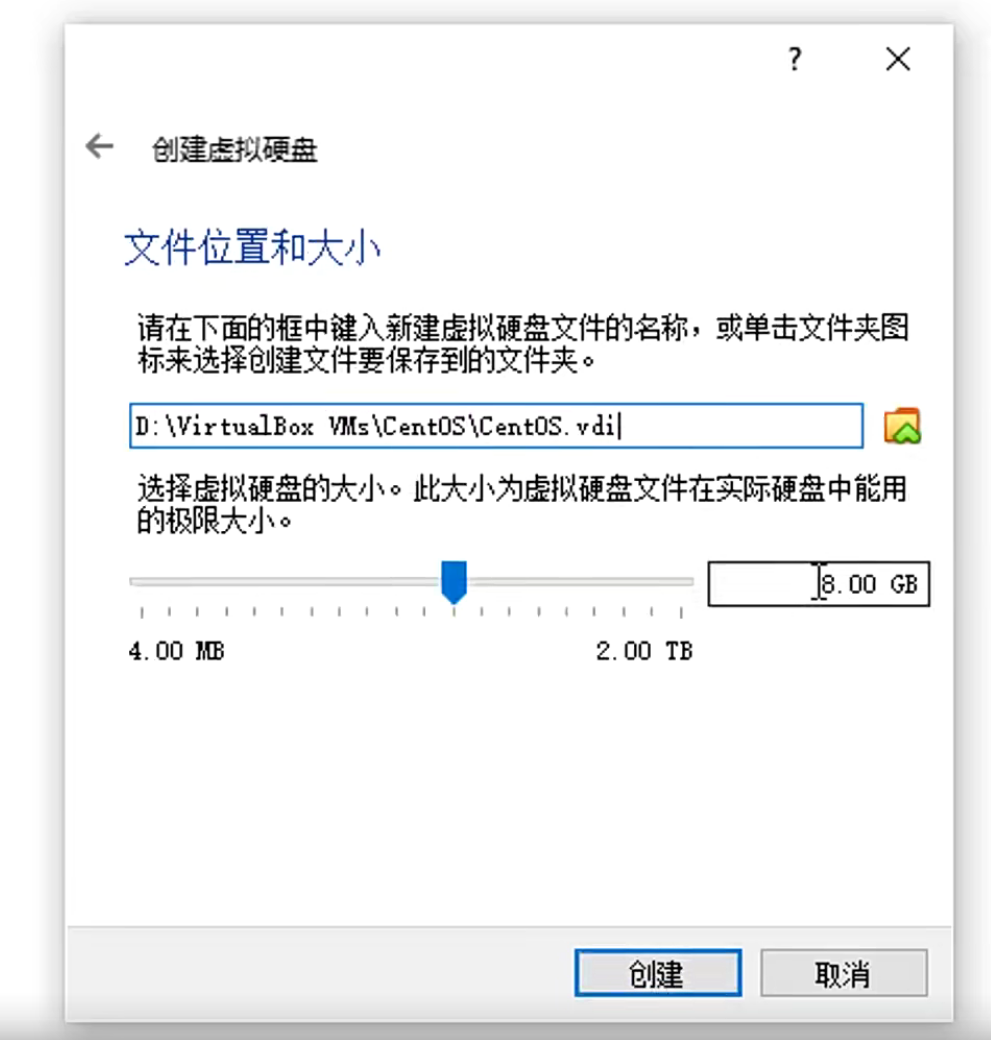 ?
创建虚拟硬盘
文件位置和大小
请在下面的框中键入新建虚拟硬盘文件的名称，或单击文件夹图
标来选择创建文件要保存到的文件夹。
D:\VirtualBox VMs\CentOS\CentOS.vdi
选择虚拟硬盘的大小。此大小为虚拟硬盘文件在实际硬盘中能用
的极限大小。
8.00 GB
4.00 MB 2.00 TB
创建 取消